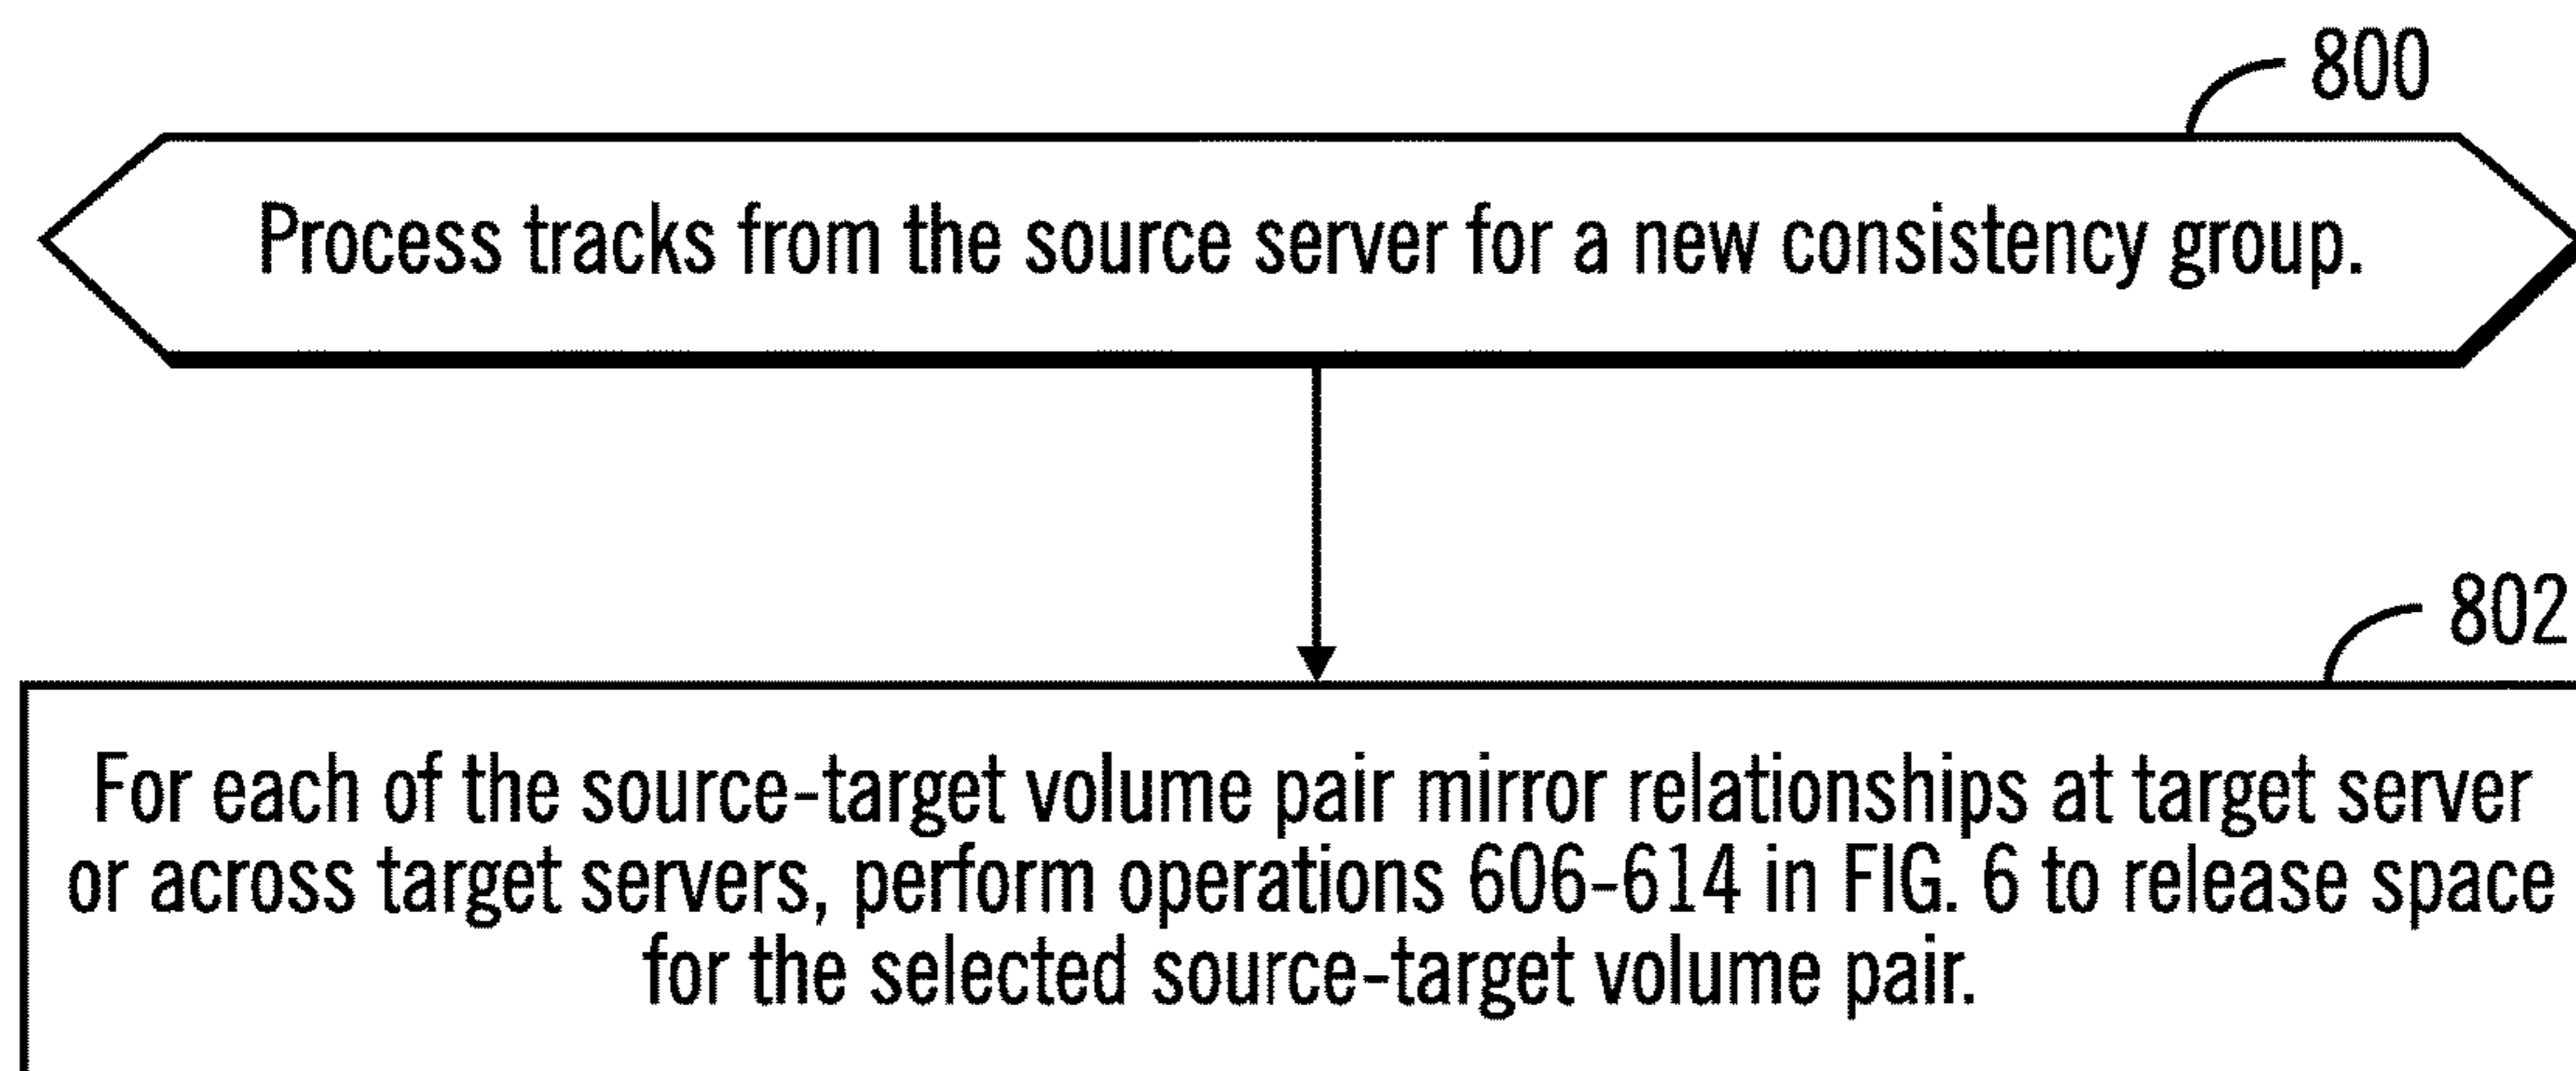 800
Process tracks from the source server for a new consistency group.
802
For each of the source-target volume pair mirror relationships at target server
or across target servers, perform operations 606-614 in FIG. 6 to release space
for the selected source-target volume pair.